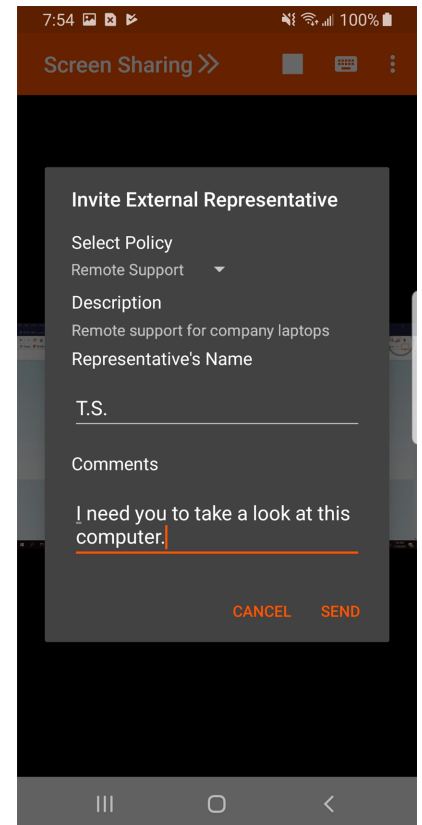 7:54 100%
Screen Sharing
Invite External Representative
Select Policy
Remote Support
Description
Remote support for company laptops
Representative's Name
T.S.
Comments
I need you to take a look at this
computer.
CANCEL SEND